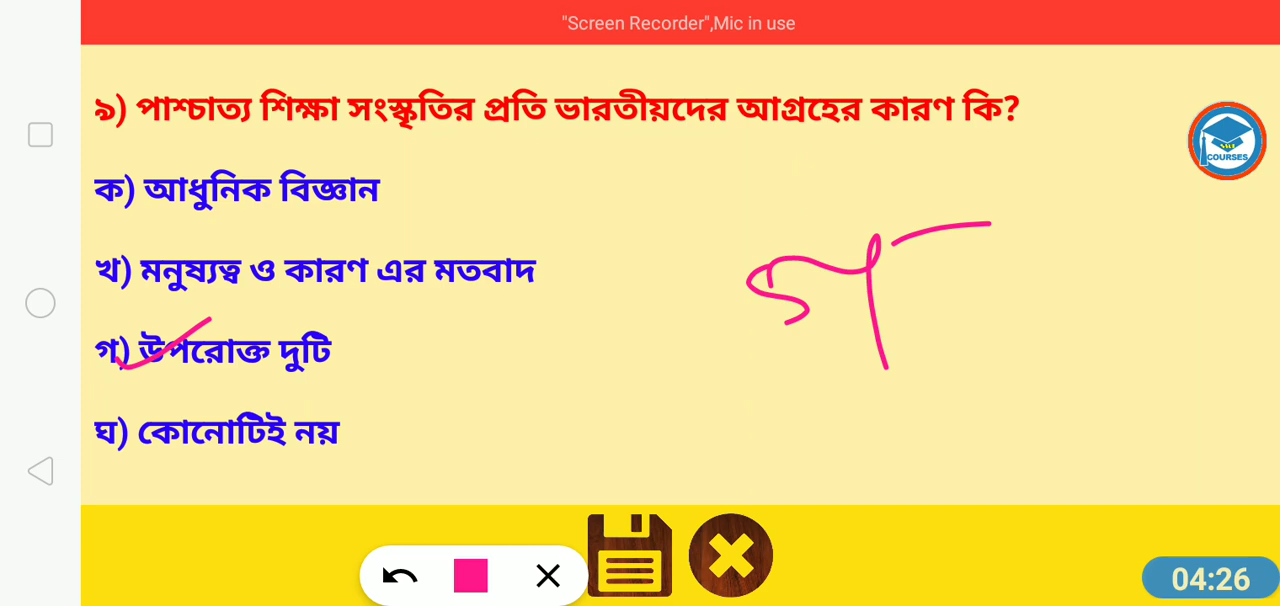 "Screen Recorder",Mic in use
৯) পাশ্চাত্য শিক্ষা সংস্কৃতির প্রতি ভারতীয়দের আগ্রহের কারণ কি?
ক) আধুনিক বিজ্ঞান
খ) মনুষ্যত্ব ও কারণ এর মতবাদ
গ) উপরোক্ত দুটি
ঘ) কোনোটিই নয়
COURSES
04:26